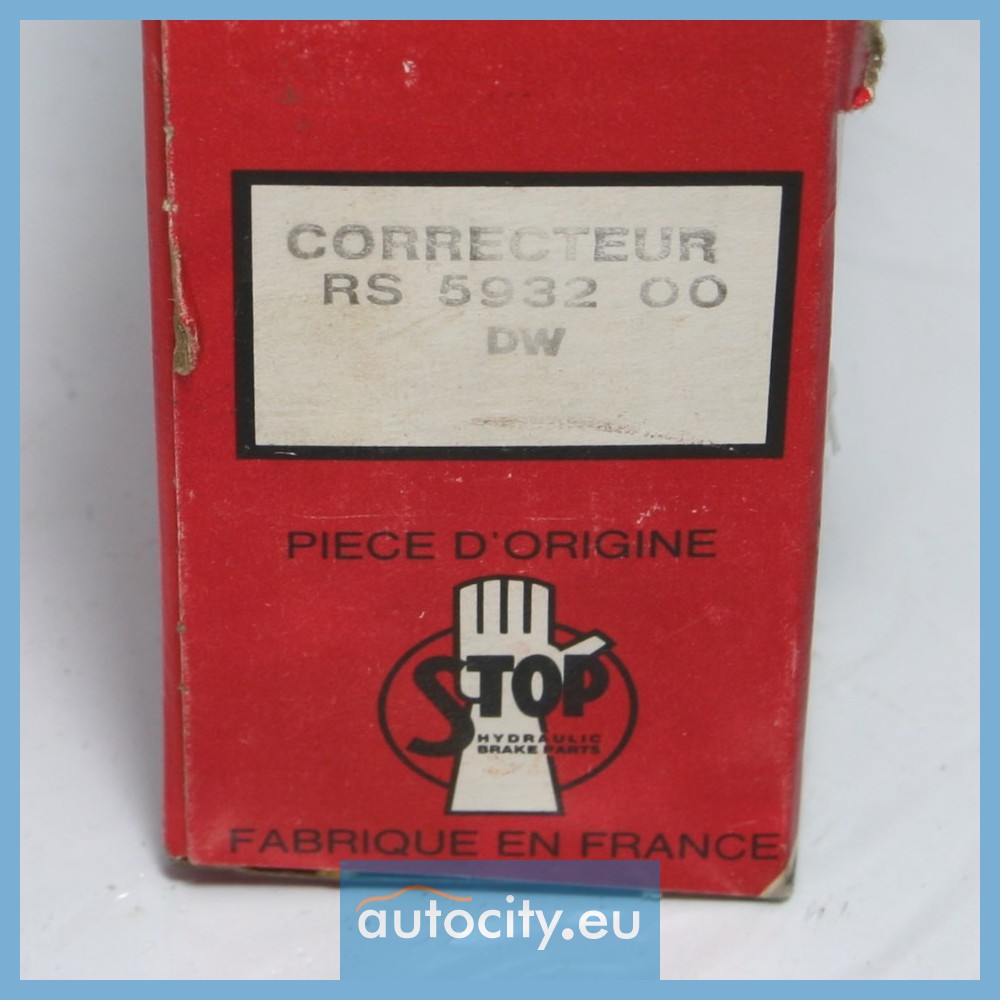 CORRECTEUR
RS 5932 00
DW
PIECE D'ORIGINE
STOP
HYDRAULIC
BRAKE PARTS
FABRIQUE EN FRANCE
autocity.eu